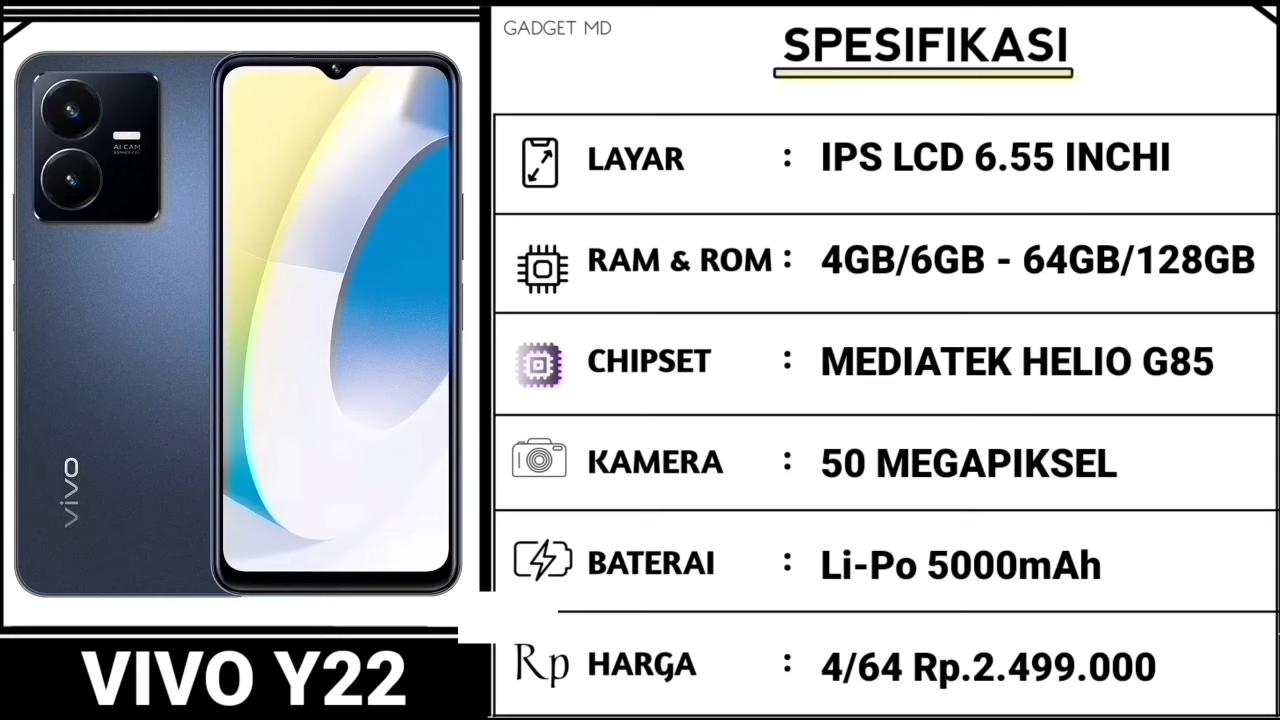 GADGET MD
SPESIFIKASI
AI CAM
ASPHERICAL
vivo
LAYAR : IPS LCD 6.55 INCHI
RAM & ROM : 4GB/6GB - 64GB/128GB
CHIPSET : MEDIATEK HELIO G85
KAMERA : 50 MEGAPIKSEL
BATERAI : Li-Po 5000mAh
Rp HARGA : 4/64 Rp.2.499.000
VIVO Y22